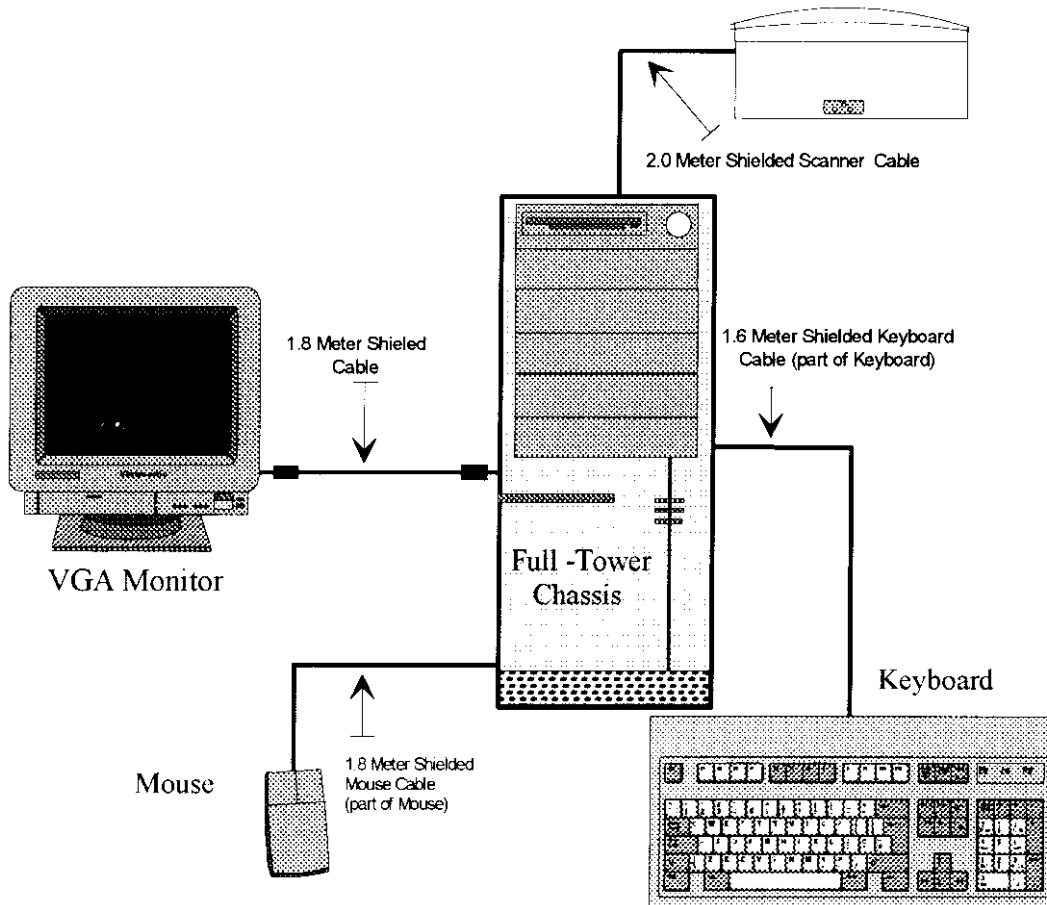 2.0 Meter Shielded Scanner Cable
1.8 Meter Shieled
Cable
1.6 Meter Shielded Keyboard
Cable (part of Keyboard)
VGA Monitor
Full -Tower
Chassis
Keyboard
Mouse
1.8 Meter Shielded
Mouse Cable
(part of Mouse)